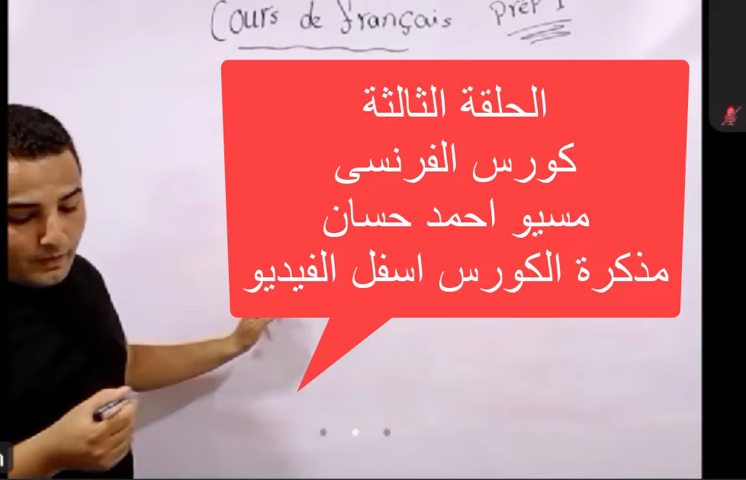 Cours de français Prep 1
الحلقة الثالثة
كورس الفرنسى
مسيو احمد حسان
مذكرة الكورس اسفل الفيديو